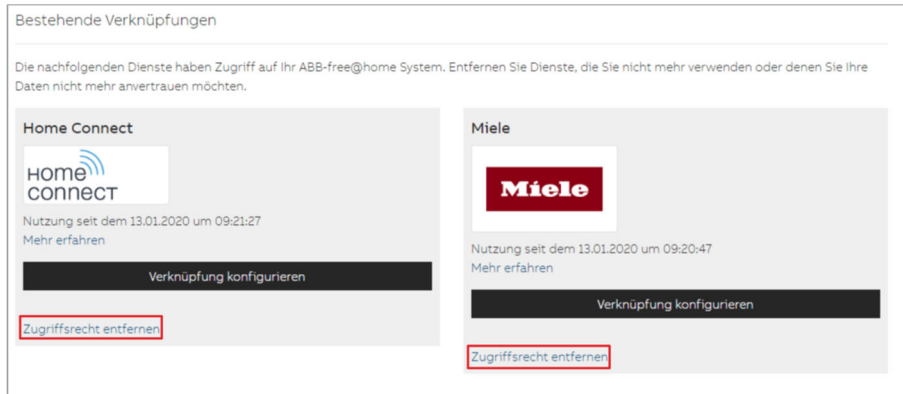 Bestehende Verknüpfungen
Die nachfolgenden Dienste haben Zugriff auf Ihr ABB-free@home System. Entfernen Sie Dienste, die Sie nicht mehr verwenden oder denen Sie Ihre
Daten nicht mehr anvertrauen möchten.
Home Connect
HOME
CONNECT
Nutzung seit dem 13.01.2020 um 09:21:27
Mehr erfahren
Verknüpfung konfigurieren
Zugriffsrecht entfernen
Miele
Miele
Nutzung seit dem 13.01.2020 um 09:20:47
Mehr erfahren
Verknüpfung konfigurieren
Zugriffsrecht entfernen